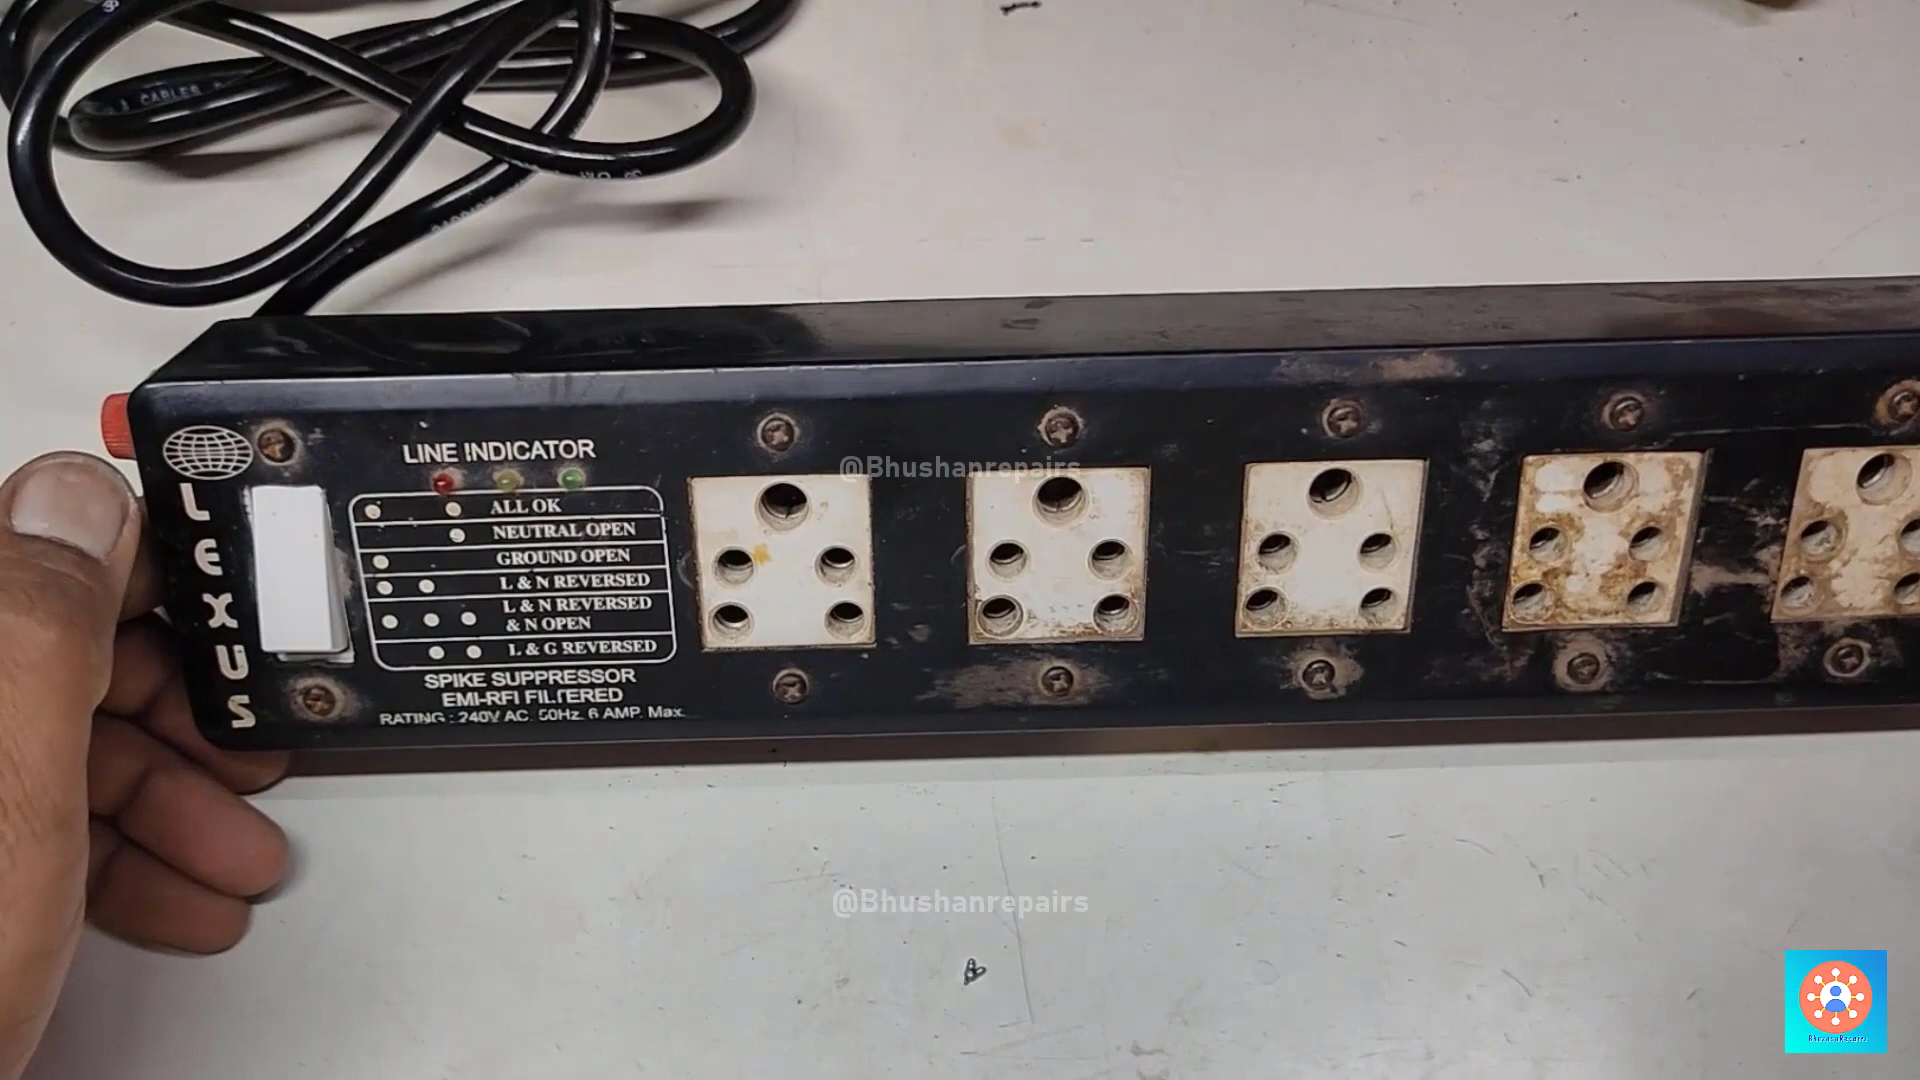 CABLES
LEXUS
LINE INDICATOR
ALL OK
NEUTRAL OPEN
GROUND OPEN
L & N REVERSED
L & N REVERSED
& N OPEN
L & G REVERSED
SPIKE SUPPRESSOR
EMI-RFI FILTERED
RATING : 240V AC. 50Hz. 6 AMP. Max.
@Bhushanrepairs
@Bhushanrepairs